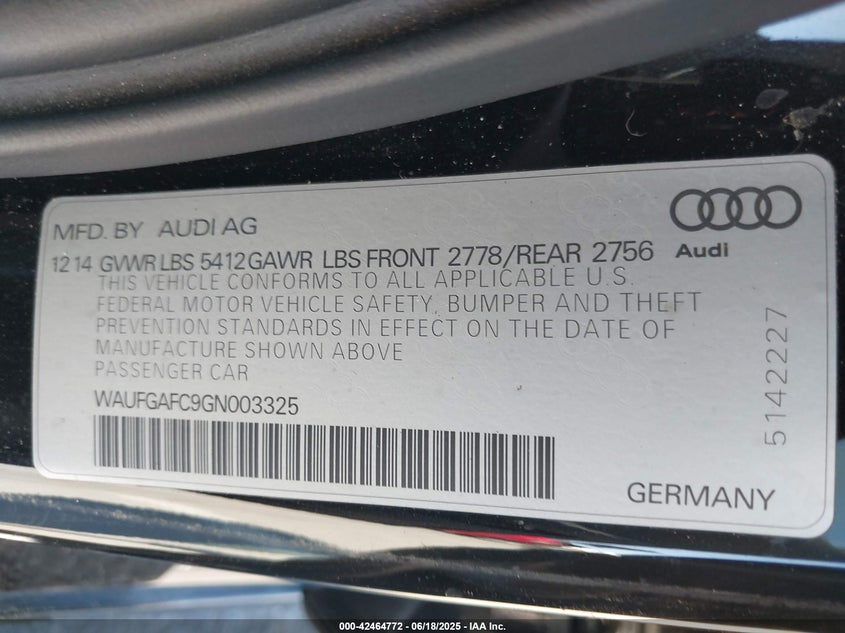 MFD. BY AUDI AG
Audi
12 14 GVWR LBS 5412 GAWR LBS FRONT 2778/REAR 2756
THIS VEHICLE CONFORMS TO ALL APPLICABLE U.S.
FEDERAL MOTOR VEHICLE SAFETY, BUMPER AND THEFT
PREVENTION STANDARDS IN EFFECT ON THE DATE OF
MANUFACTURE SHOWN ABOVE
PASSENGER CAR
WAUFGAFC9GN003325
5142227
GERMANY
000-42464772 - 06/18/2025 - IAA Inc.